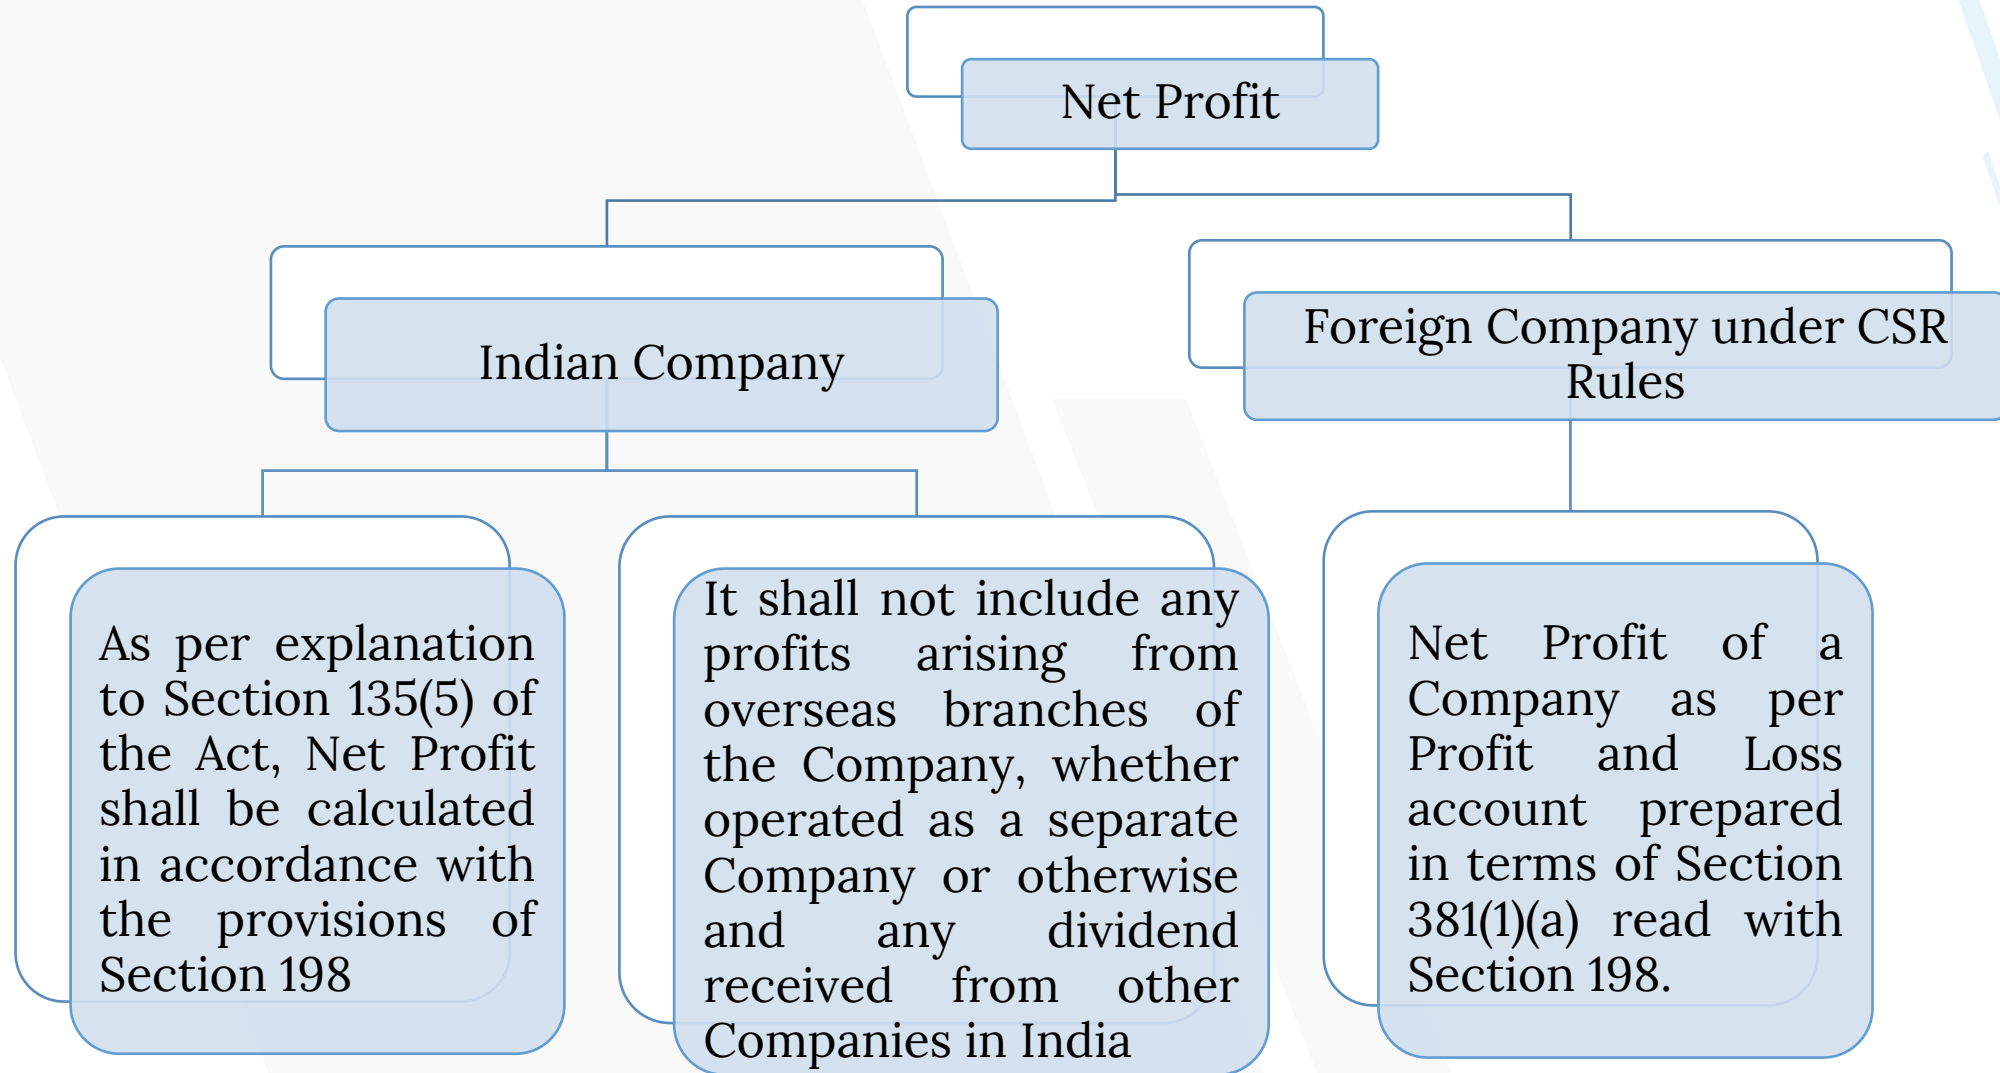 Net Profit
Indian Company
Foreign Company under CSR
Rules
As per explanation
to Section 135(5) of
the Act, Net Profit
shall be calculated
in accordance with
the provisions of
Section 198
It shall not include any
profits arising from
overseas branches of
the Company, whether
operated as a separate
Company or otherwise
and any dividend
received from other
Companies in India
Net Profit of a
Company as per
Profit and Loss
account prepared
in terms of Section
381(1)(a) read with
Section 198.